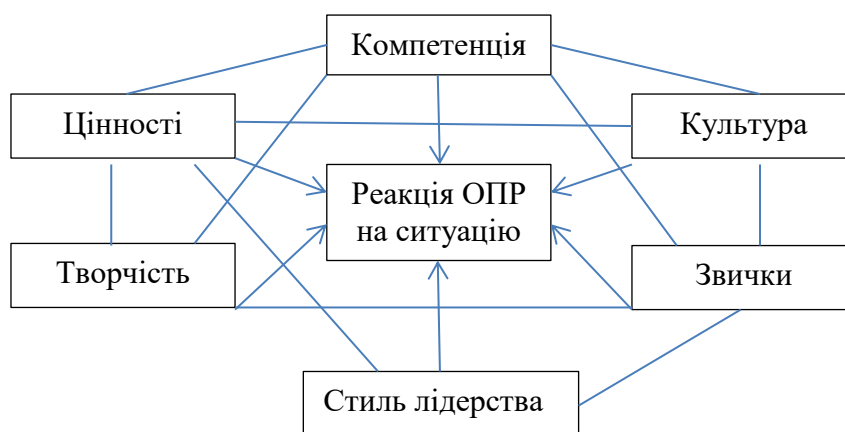 Компетенція
Цінності
Культура
Реакція ОПР
на ситуацію
Творчість
Звички
Стиль лідерства